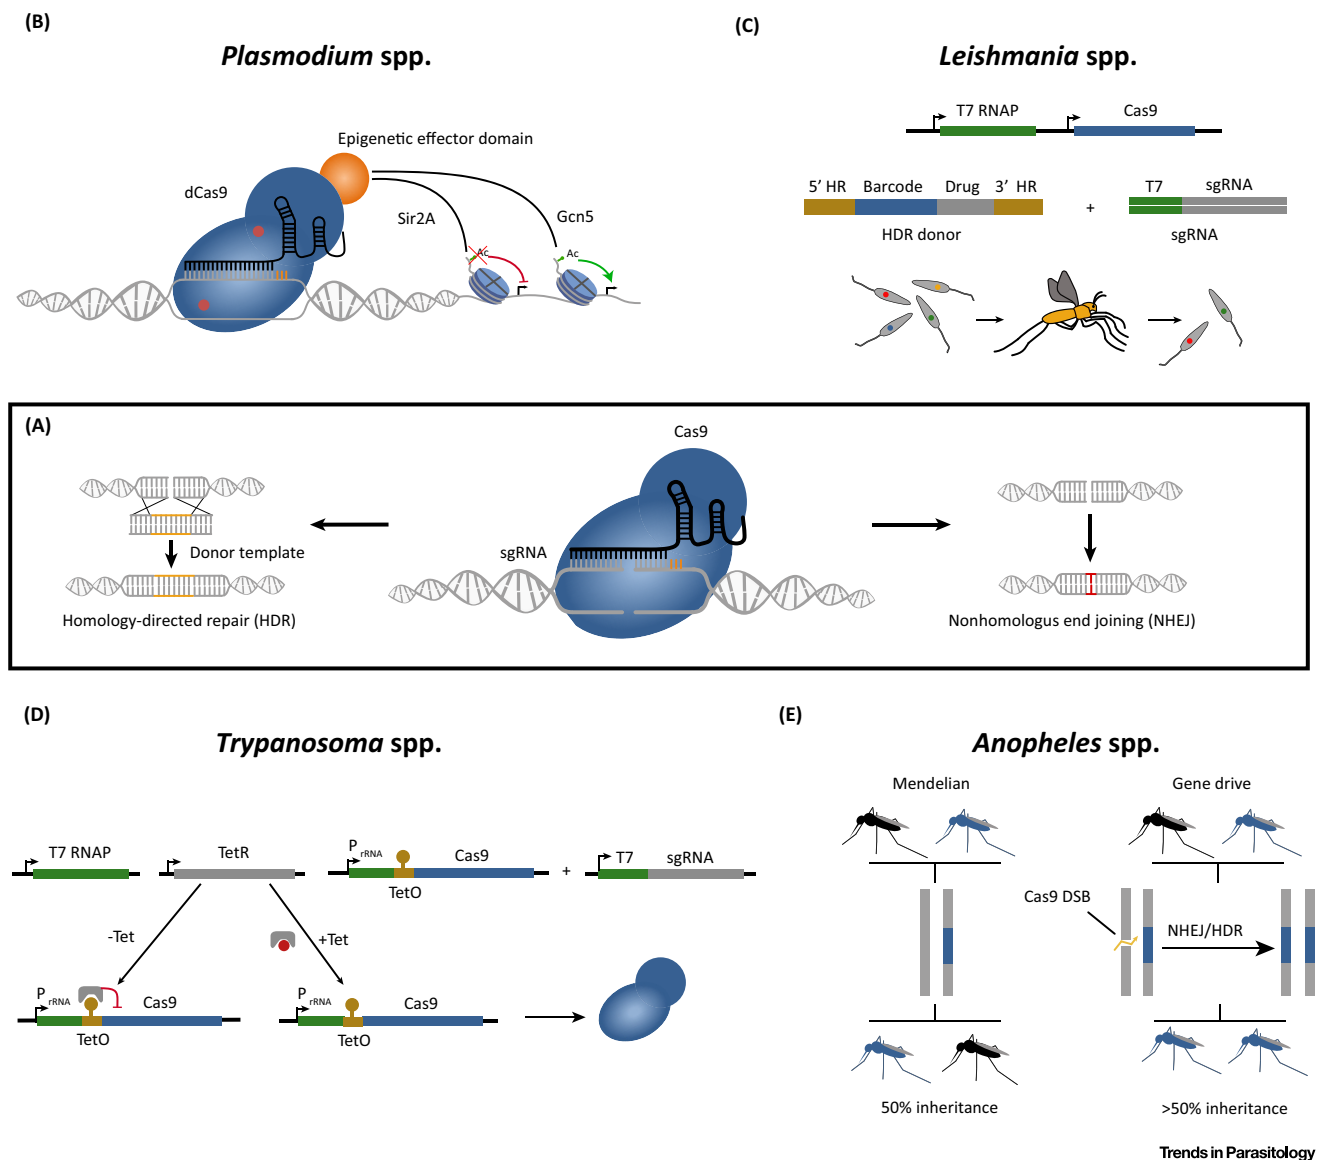 (B)
Plasmodium spp.
Epigenetic effector domain
dCas9
Sir2A
Gcn5
Ac
Ac
(C)
Leishmania spp.
T7 RNAP
Cas9
5’ HR Barcode Drug 3’ HR
T7 sgRNA
+
HDR donor
sgRNA
(A)
Cas9
sgRNA
Donor template
Homology-directed repair (HDR)
Nonhomologus end joining (NHEJ)
(D)
Trypanosoma spp.
T7 RNAP
TetR
P rRNA
Cas9
TetO
+
T7 sgRNA
-Tet
+Tet
P rRNA
Cas9
TetO
P rRNA
Cas9
TetO
(E)
Anopheles spp.
Mendelian
Gene drive
Cas9 DSB
NHEJ/HDR
50% inheritance
>50% inheritance
Trends in Parasitology